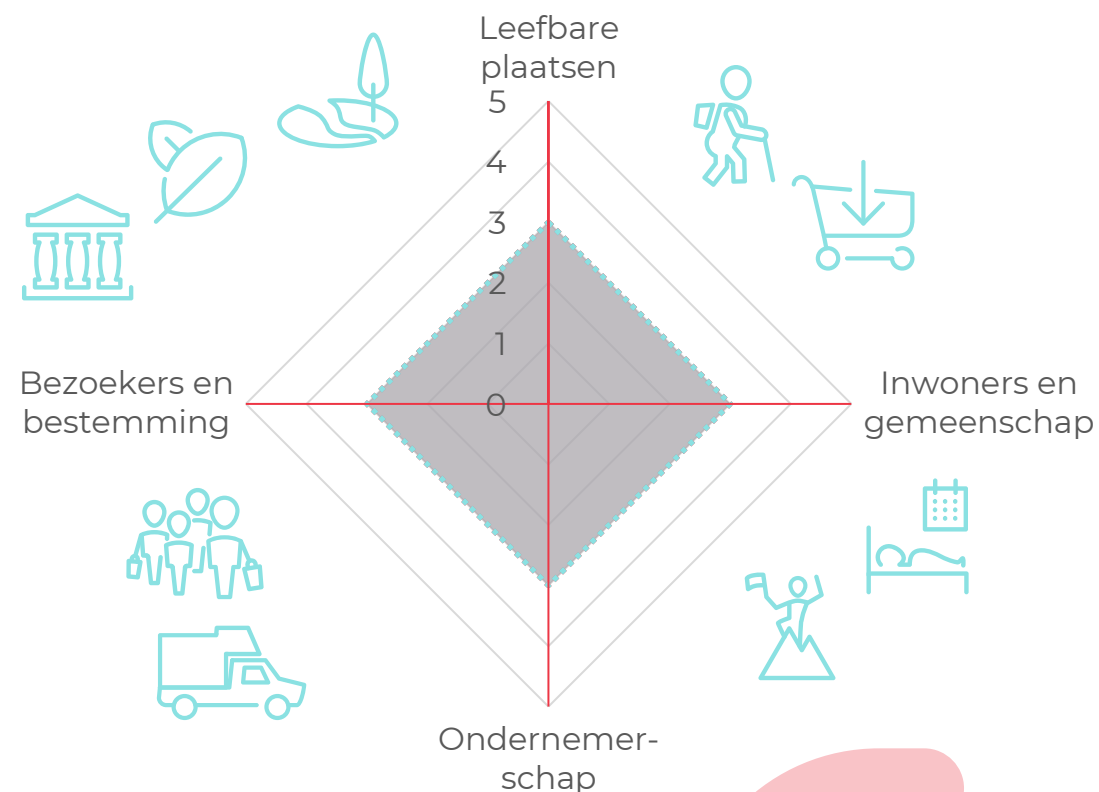 Leefbare
plaatsen
5
4
3
2
1
0
Bezoekers en
bestemming
Inwoners en
gemeenschap
Ondernemer-
schap